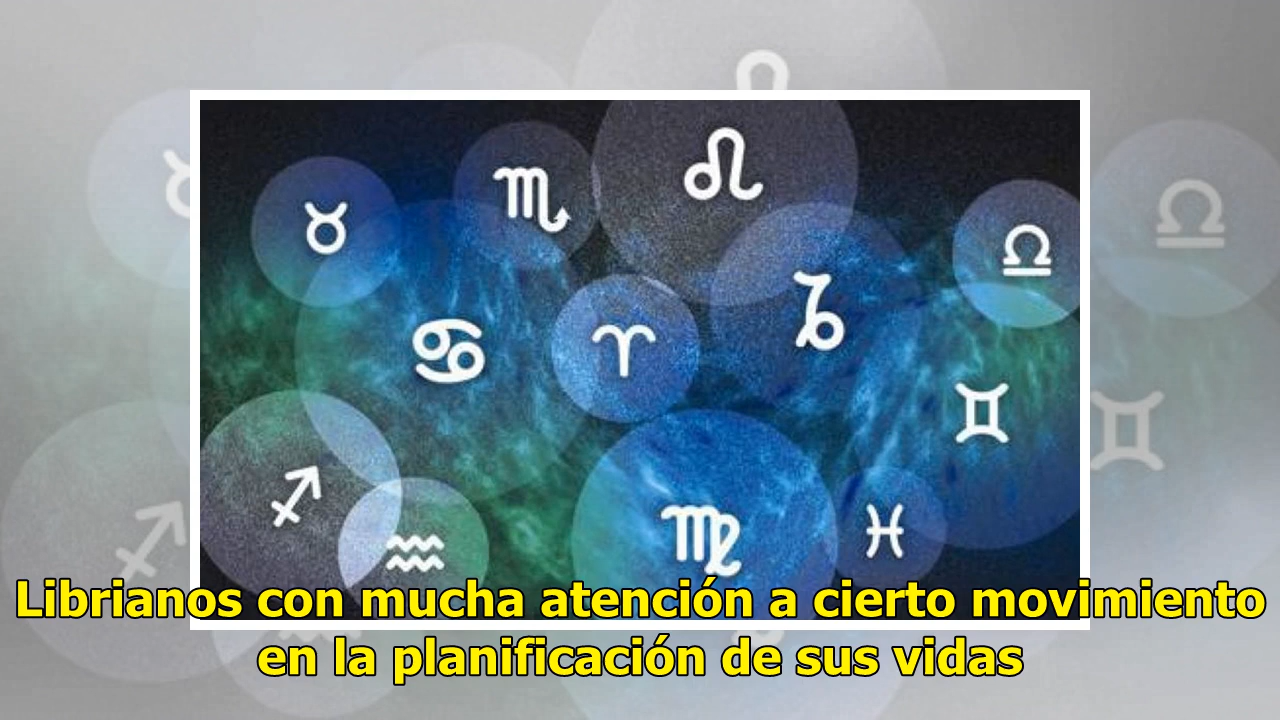 Librianos con mucha atención a cierto movimiento
en la planificación de sus vidas